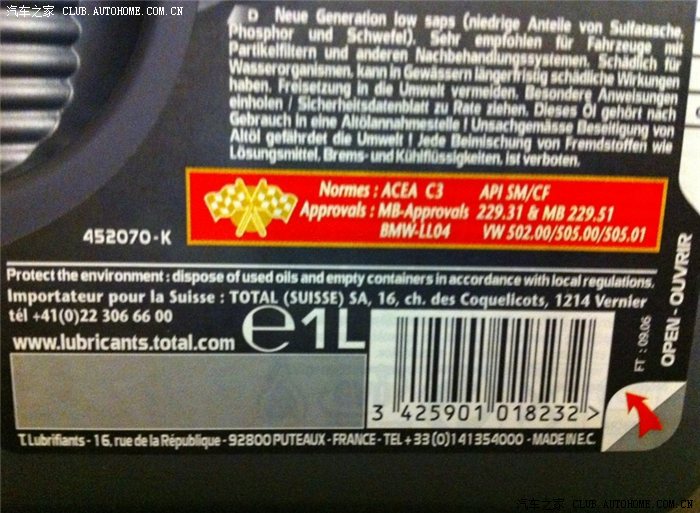 汽车之家 CLUB.AUTOHOME.COM.CN
D Neue Generation low saps (niedrige Anteile von Sulfatasche,
Phosphor und Schwefel). Sehr empfohlen für Fahrzeuge mit
Partikelfiltern und anderen Nachbehandlungssystemen. Schädlich für
Wasserorganismen, kann in Gewässern längerfristig schädliche Wirkungen
haben. Freisetzung in die Umwelt vermeiden. Besondere Anweisungen
einholen / Sicherheitsdatenblatt zu Rate ziehen. Dieses Öl gehört nach
Gebrauch in eine Altölannahmestelle ! Unsachgemässe Beseitigung von
Altöl gefährdet die Umwelt ! Jede Beimischung von Fremdstoffen wie
Lösungsmittel, Brems- und Kühlflüssigkeiten, ist verboten.
Normes : ACEA C3 API SM/CF
Approvals : MB-Approvals 229.31 & MB 229.51
BMW-LL04 VW 502.00/505.00/505.01
452070-K
Protect the environment : dispose of used oils and empty containers in accordance with local regulations.
Importateur pour la Suisse : TOTAL (SUISSE) SA, 16, ch. des Coquelicots, 1214 Vernier
tél +41(0)22 306 66 00
www.lubricants.total.com
e 1L
3 425901 018232 >
FT : 09.06
OPEN - OUVRIR
T. Lubrifiants - 16, rue de la République - 92800 PUTEAUX - FRANCE - TEL + 33 (0)1 41 35 40 00 - MADE IN E.C.
汽车之家 CLUB.AUTOHOME.COM.CN